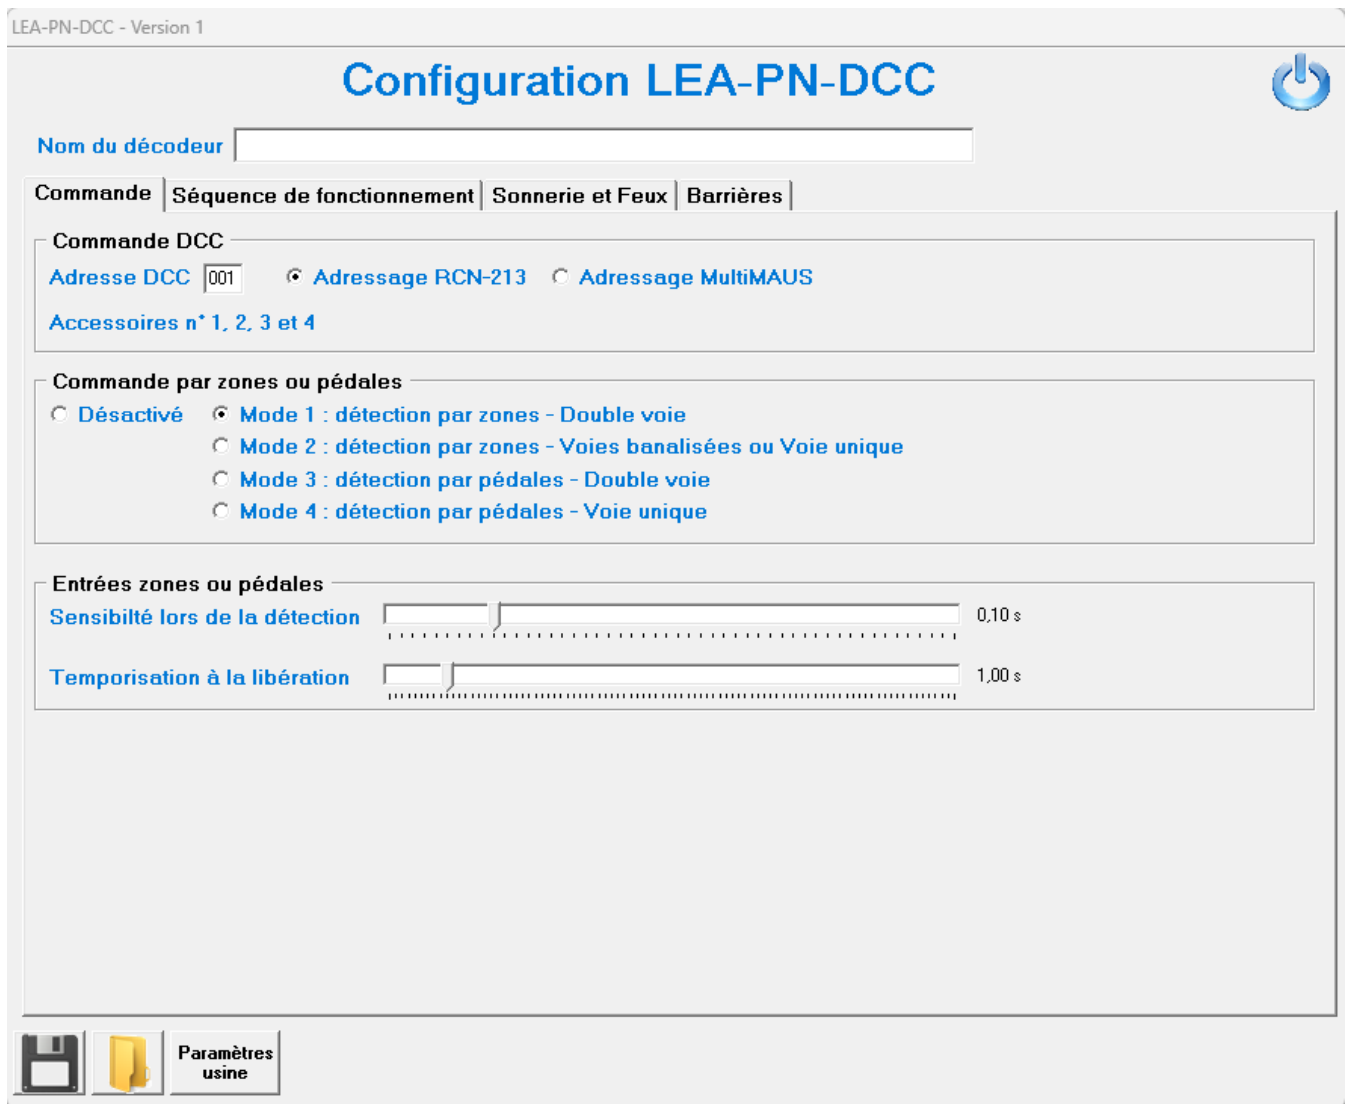 LEA-PN-DCC - Version 1
Configuration LEA-PN-DCC
Nom du décodeur
Commande Séquence de fonctionnement Sonnerie et Feux Barrières
Commande DCC
Adresse DCC 001 Adressage RCN-213 Adressage MultiMAUS
Accessoires n° 1, 2, 3 et 4
Commande par zones ou pédales
Désactivé Mode 1 : détection par zones - Double voie
Mode 2 : détection par zones - Voies banalisées ou Voie unique
Mode 3 : détection par pédales - Double voie
Mode 4 : détection par pédales - Voie unique
Entrées zones ou pédales
Sensibilté lors de la détection 0,10 s
Temporisation à la libération 1,00 s
Paramètres
usine